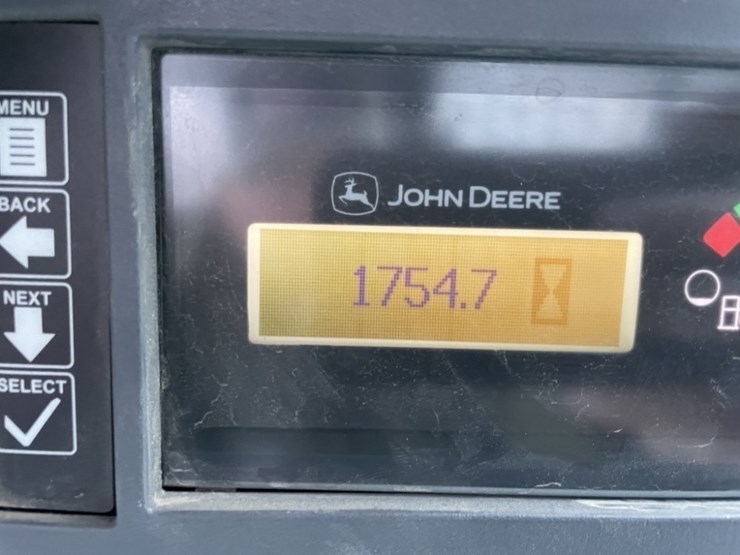 MENU
BACK
NEXT
SELECT
JOHN DEERE
1754.7